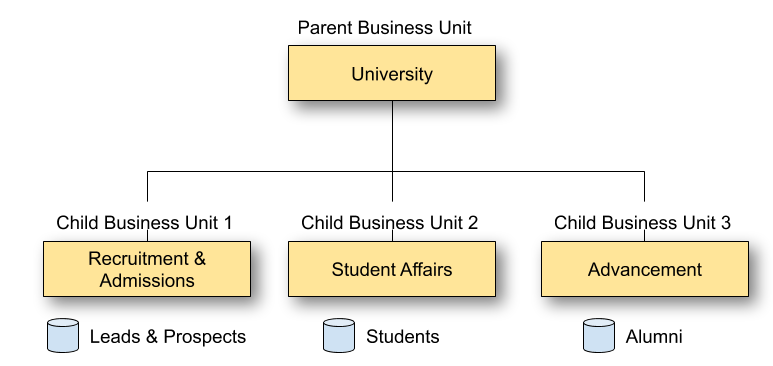 Parent Business Unit
University
Child Business Unit 1
Recruitment &
Admissions
Leads & Prospects
Child Business Unit 2
Student Affairs
Students
Child Business Unit 3
Advancement
Alumni